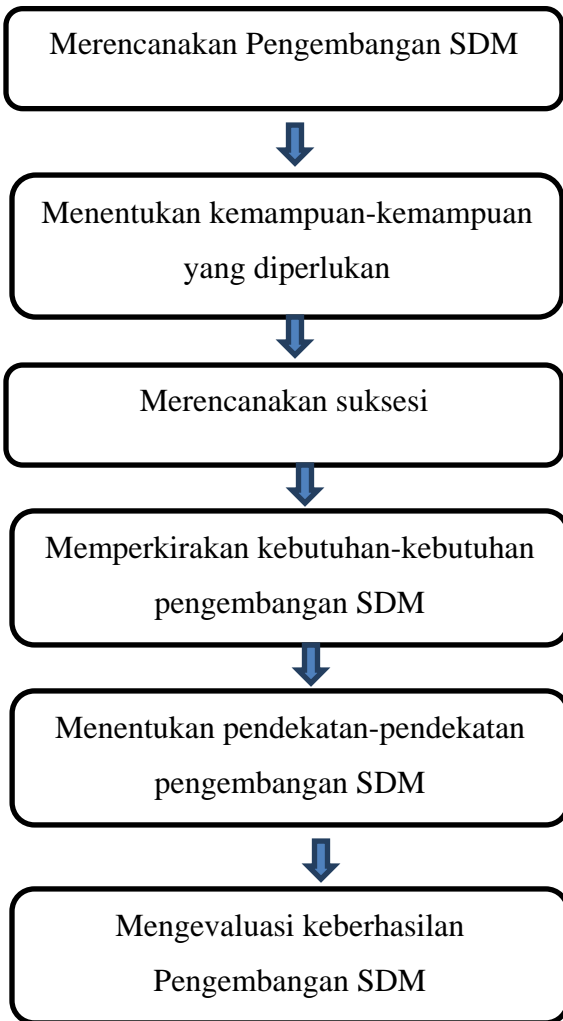 Merencanakan Pengembangan SDM
Menentukan kemampuan-kemampuan
yang diperlukan
Merencanakan suksesi
Memperkirakan kebutuhan-kebutuhan
pengembangan SDM
Menentukan pendekatan-pendekatan
pengembangan SDM
Mengevaluasi keberhasilan
Pengembangan SDM